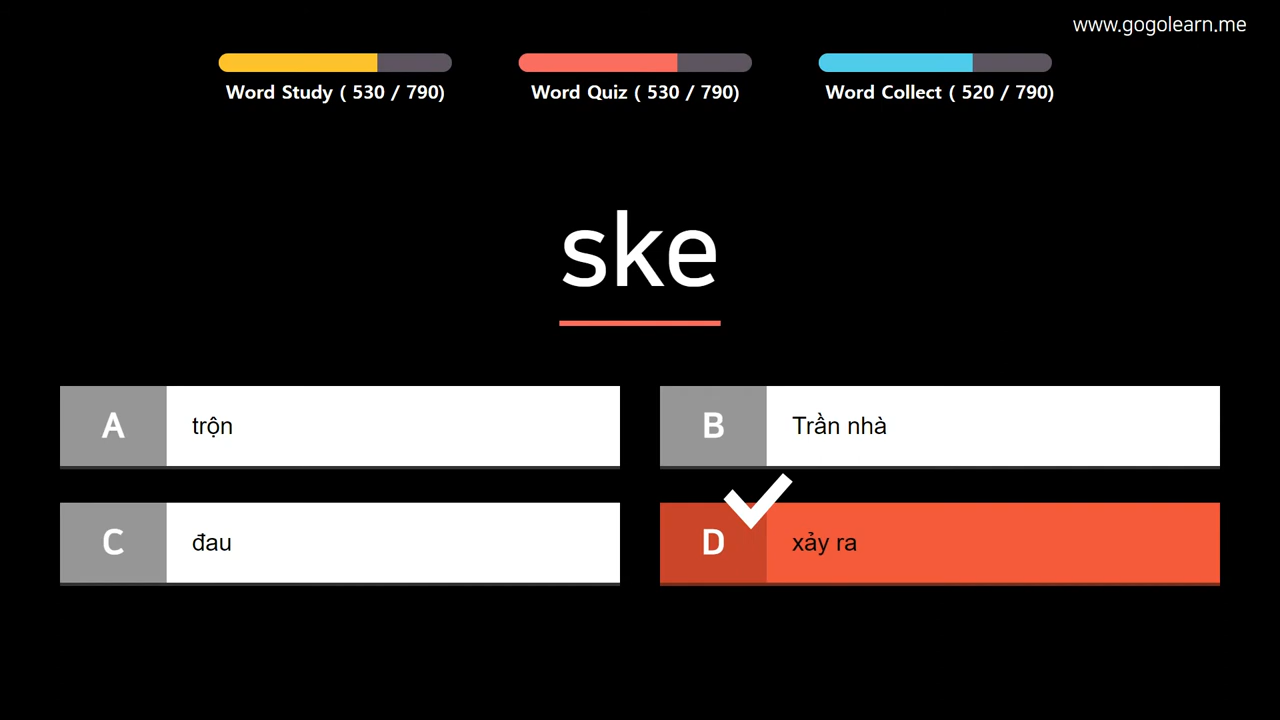 www.gogolearn.me
Word Study ( 530 / 790)
Word Quiz ( 530 / 790)
Word Collect ( 520 / 790)
ske
A trộn
B Trần nhà
C đau
D xảy ra